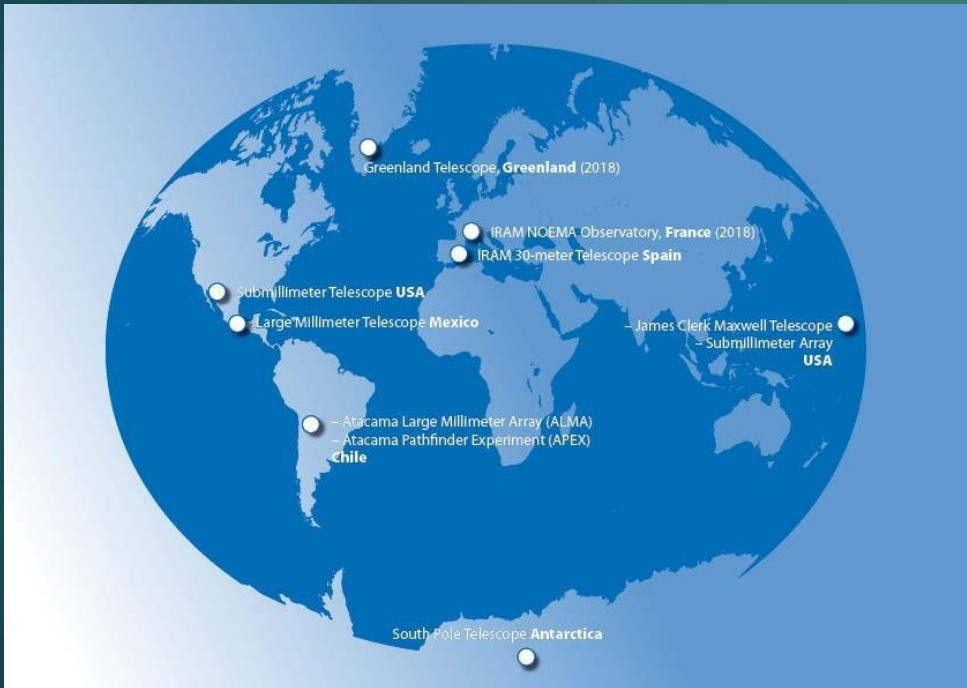 Greenland Telescope, Greenland (2018)
IRAM NOEMA Observatory, France (2018)
IRAM 30-meter Telescope Spain
Submillimeter Telescope USA
Large Millimeter Telescope Mexico
– James Clerk Maxwell Telescope
– Submillimeter Array
USA
– Atacama Large Millimeter Array (ALMA)
– Atacama Pathfinder Experiment (APEX)
Chile
South Pole Telescope Antarctica